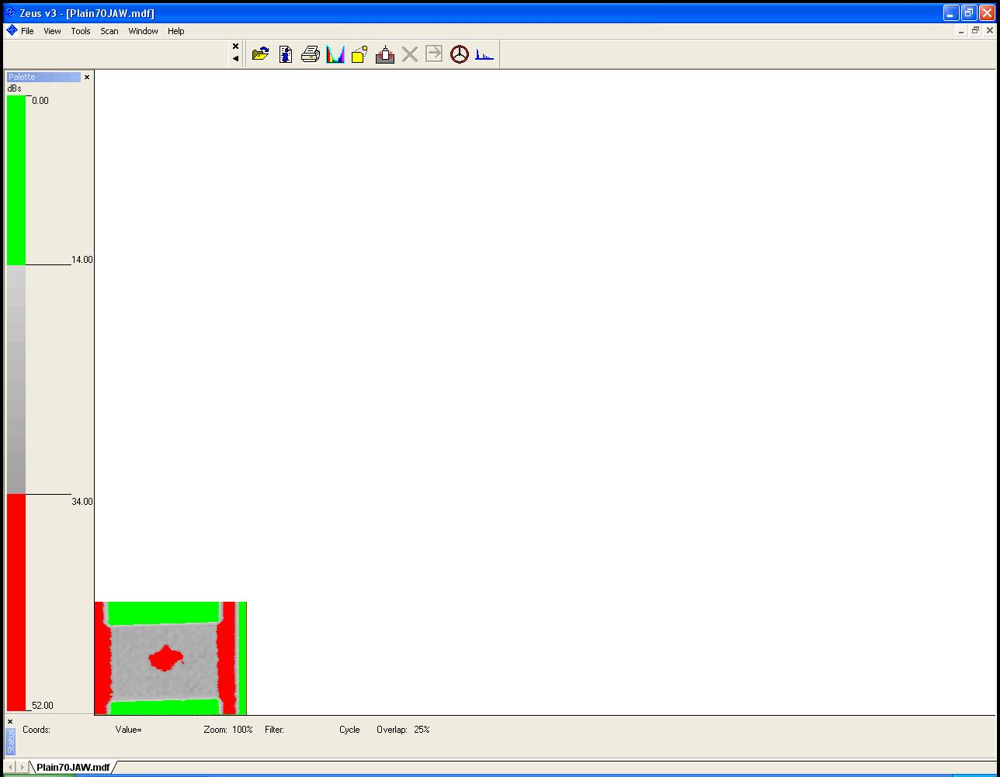 Zeus v3 - [Plain70JAW.mdf]
File View Tools Scan Window Help
Palette
dBs
0.00
14.00
34.00
52.00
Coords: Value= Zoom: 100% Filter: Cycle Overlap: 25%
Status
Plain70JAW.mdf